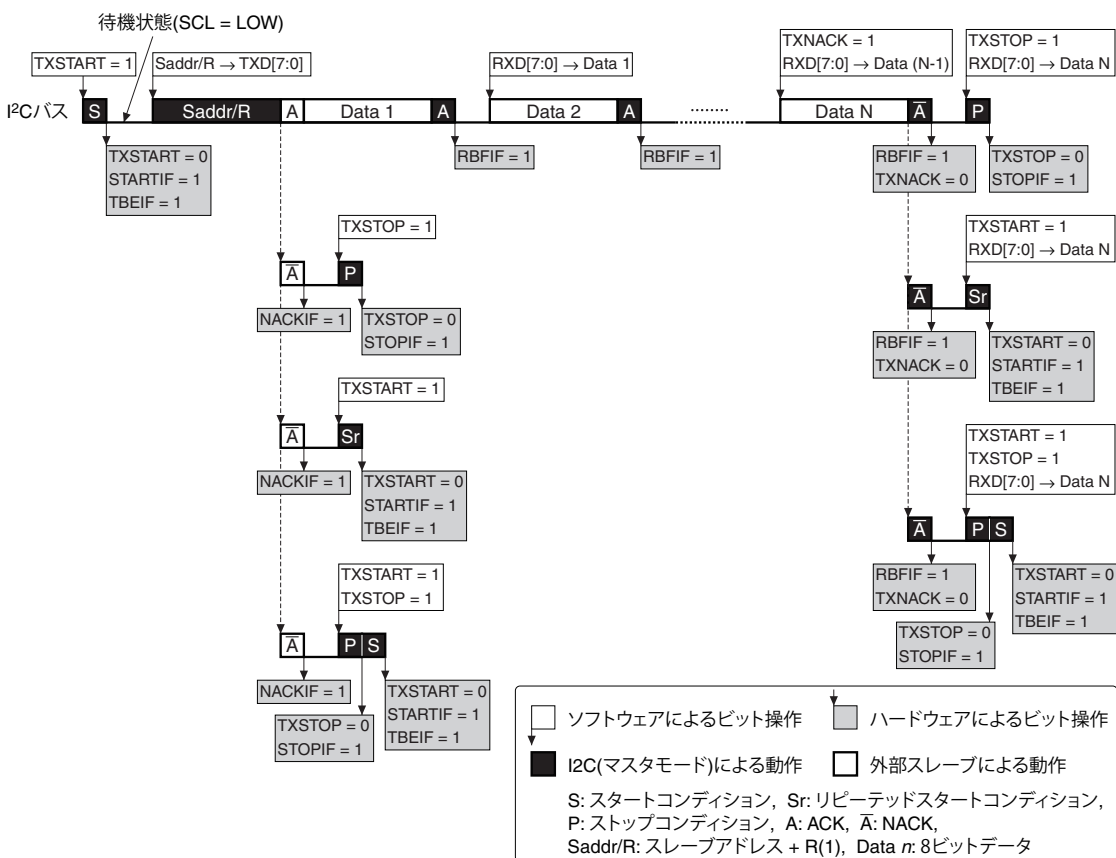 待機状態(SCL = LOW)
TXSTART = 1
Saddr/R → TXD[7:0]
RXD[7:0] → Data 1
TXNACK = 1
RXD[7:0] → Data (N-1)
TXSTOP = 1
RXD[7:0] → Data N
I²Cバス
S
Saddr/R
A
Data 1
A
Data 2
A
........
Data N
A̅
P
TXSTART = 0
STARTIF = 1
TBEIF = 1
RBFIF = 1
RBFIF = 1
RBFIF = 1
TXNACK = 0
TXSTOP = 0
STOPIF = 1
TXSTOP = 1
A̅
P
NACKIF = 1
TXSTOP = 0
STOPIF = 1
TXSTART = 1
RXD[7:0] → Data N
A̅
Sr
RBFIF = 1
TXNACK = 0
TXSTART = 0
STARTIF = 1
TBEIF = 1
TXSTART = 1
A̅
Sr
NACKIF = 1
TXSTART = 0
STARTIF = 1
TBEIF = 1
TXSTART = 1
TXSTOP = 1
RXD[7:0] → Data N
A̅
P
S
RBFIF = 1
TXNACK = 0
TXSTOP = 0
STOPIF = 1
TXSTART = 0
STARTIF = 1
TBEIF = 1
TXSTART = 1
TXSTOP = 1
A̅
P
S
NACKIF = 1
TXSTOP = 0
STOPIF = 1
TXSTART = 0
STARTIF = 1
TBEIF = 1
ソフトウェアによるビット操作
ハードウェアによるビット操作
I2C(マスタモード)による動作
外部スレーブによる動作
S: スタートコンディション, Sr: リピーテッドスタートコンディション,
P: ストップコンディション, A: ACK, A̅: NACK,
Saddr/R: スレーブアドレス + R(1), Data n: 8ビットデータ